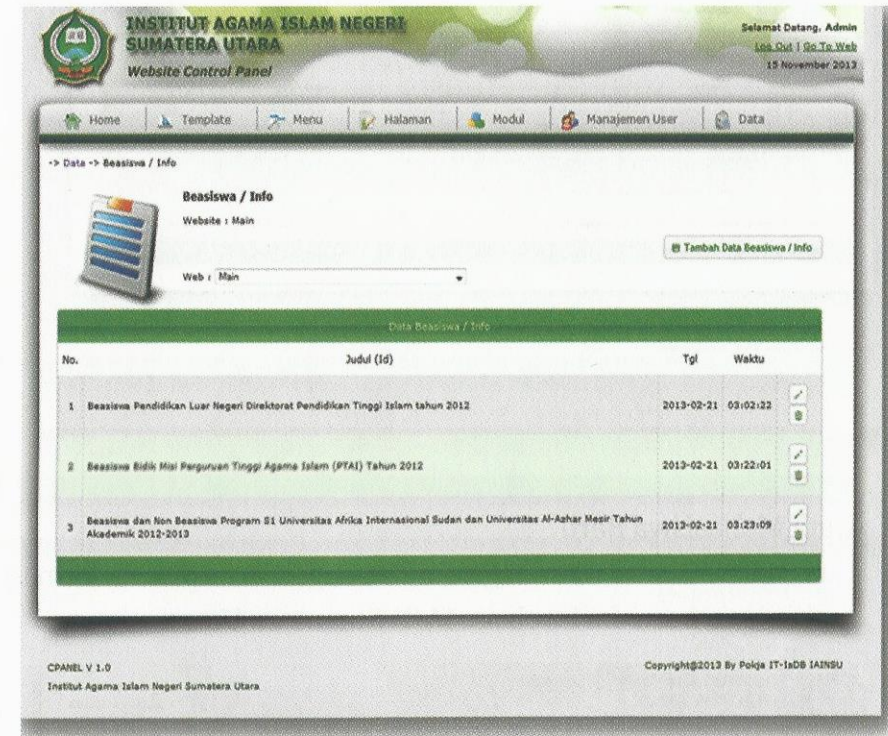 INSTITUT AGAMA ISLAM NEGERI
SUMATERA UTARA
Website Control Panel
Selamat Datang, Admin
Log Out | Go To Web
15 November 2013
Home
Template
Menu
Halaman
Modul
Manajemen User
Data
-> Data -> Beasiswa / Info
Beasiswa / Info
Website : Main
Tambah Data Beasiswa / Info
Web : Main
Data Beasiswa / Info
No. Judul (Id) Tgl Waktu
1 Beasiswa Pendidikan Luar Negeri Direktorat Pendidikan Tinggi Islam tahun 2012 2013-02-21 03:02:22
2 Beasiswa Bidik Misi Perguruan Tinggi Agama Islam (PTAI) Tahun 2012 2013-02-21 03:22:01
3 Beasiswa dan Non Beasiswa Program S1 Universitas Afrika Internasional Sudan dan Universitas Al-Azhar Mesir Tahun
Akademik 2012-2013 2013-02-21 03:23:09
CPANEL V 1.0
Copyright@2013 By Pokja IT-IsDB IAINSU
Institut Agama Islam Negeri Sumatera Utara